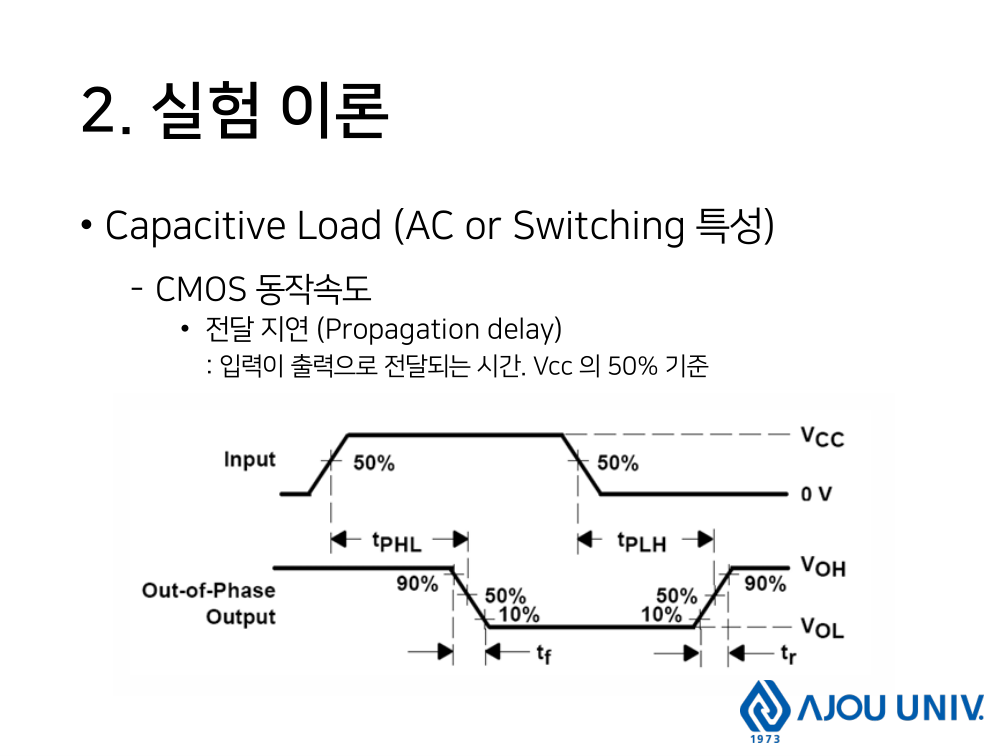 2. 실험 이론
• Capacitive Load (AC or Switching 특성)
- CMOS 동작속도
• 전달 지연 (Propagation delay)
: 입력이 출력으로 전달되는 시간. Vcc 의 50% 기준
VCC
Input
50%
50%
0 V
tPHL
tPLH
VOH
90%
90%
Out-of-Phase
Output
50%
50%
10%
10%
VOL
tf
tr
AJOU UNIV.
1973